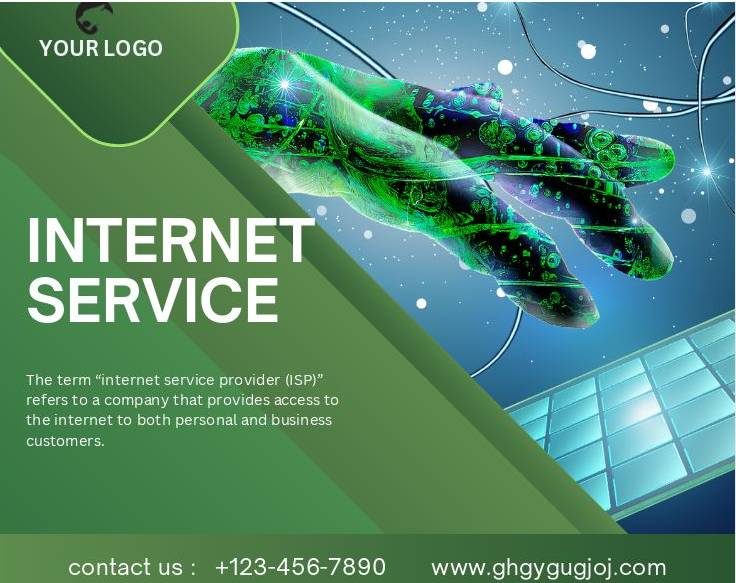 YOUR LOGO
INTERNET
SERVICE
The term “internet service provider (ISP)”
refers to a company that provides access to
the internet to both personal and business
customers.
contact us : +123-456-7890 www.ghgygugjoj.com